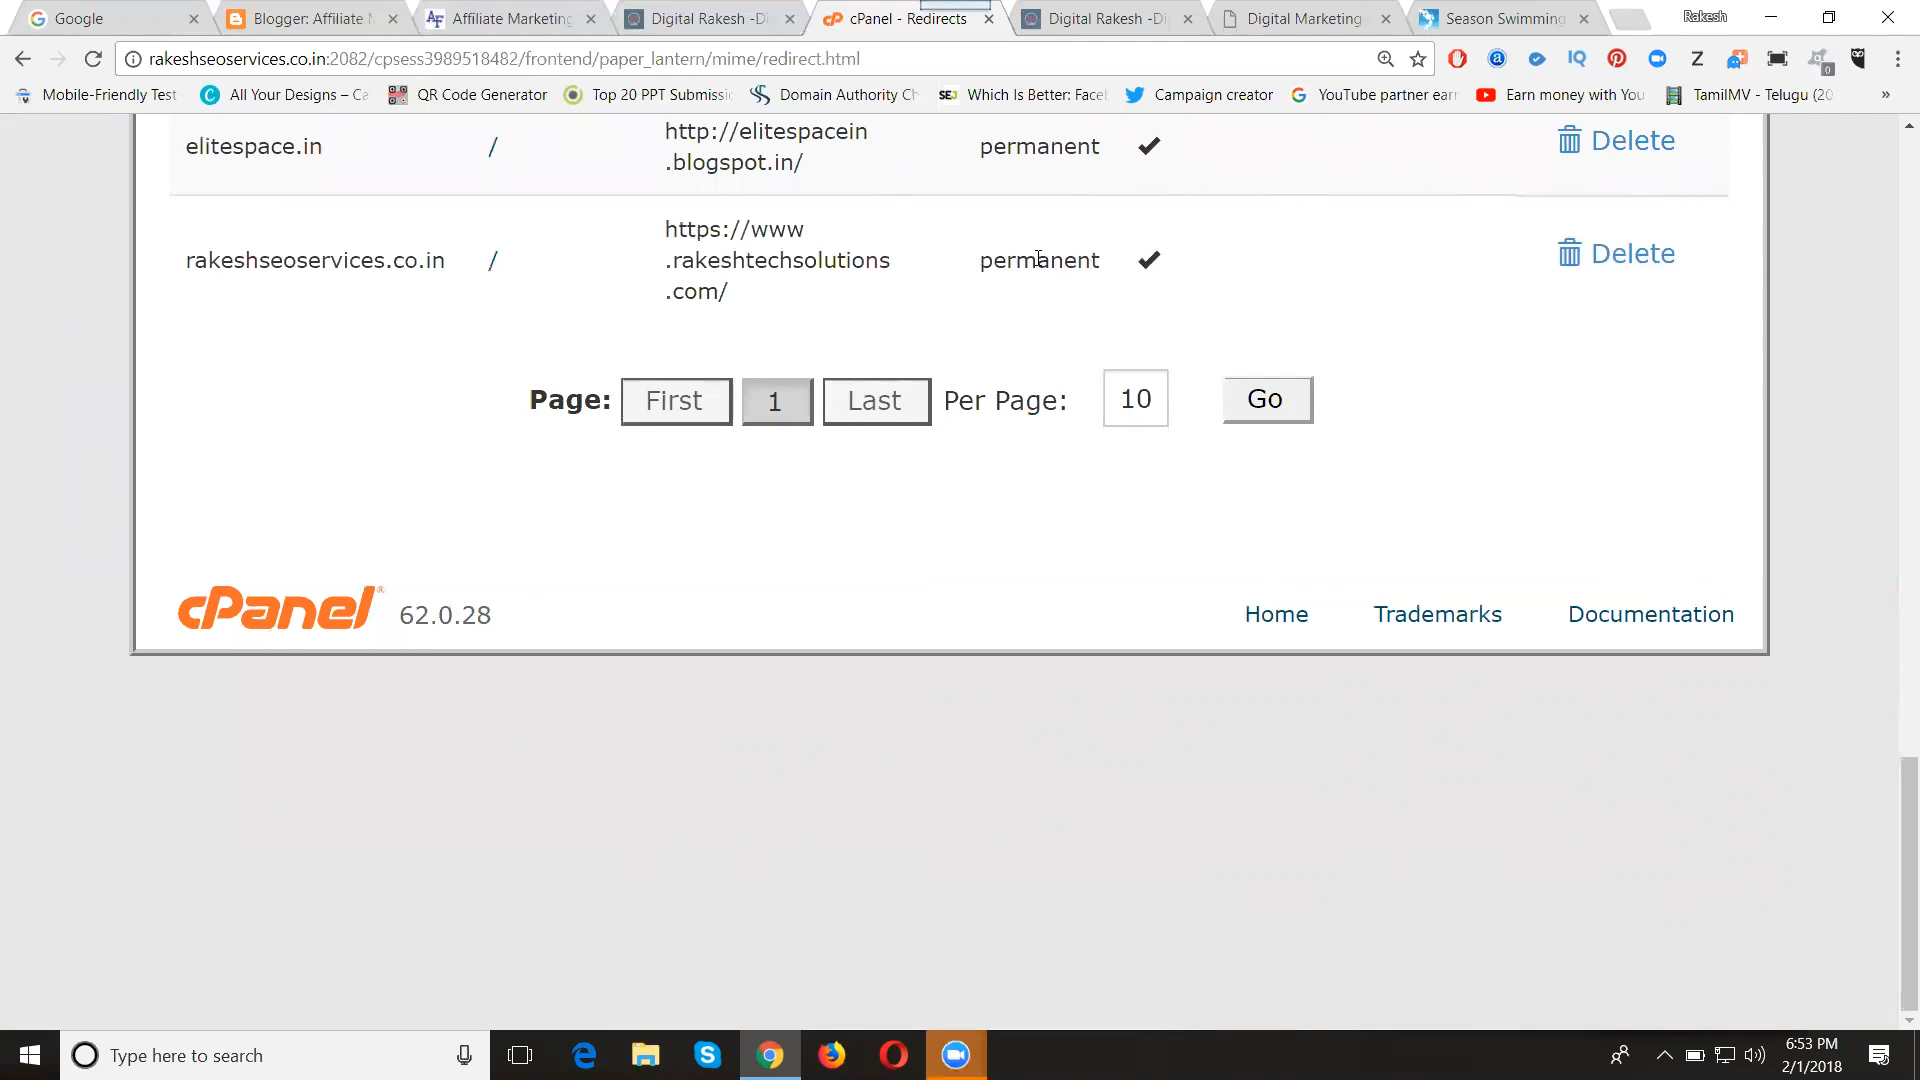 Google
Blogger: Affiliate
Affiliate Marketing
Digital Rakesh -Di
cPanel - Redirects
Digital Rakesh -Di
Digital Marketing
Season Swimming
Rakesh
rakeshseoservices.co.in:2082/cpsess3989518482/frontend/paper_lantern/mime/redirect.html
Mobile-Friendly Test
All Your Designs – Ca
QR Code Generator
Top 20 PPT Submissi
Domain Authority Ch
SEJ Which Is Better: Face
Campaign creator
YouTube partner earn
Earn money with You
TamilMV - Telugu (20
»
elitespace.in / http://elitespacein permanent Delete
.blogspot.in/
https://www
rakeshseoservices.co.in / .rakeshtechsolutions permanent Delete
.com/
Page: First 1 Last Per Page: 10 Go
cPanel® 62.0.28 Home Trademarks Documentation
Type here to search
6:53 PM
2/1/2018